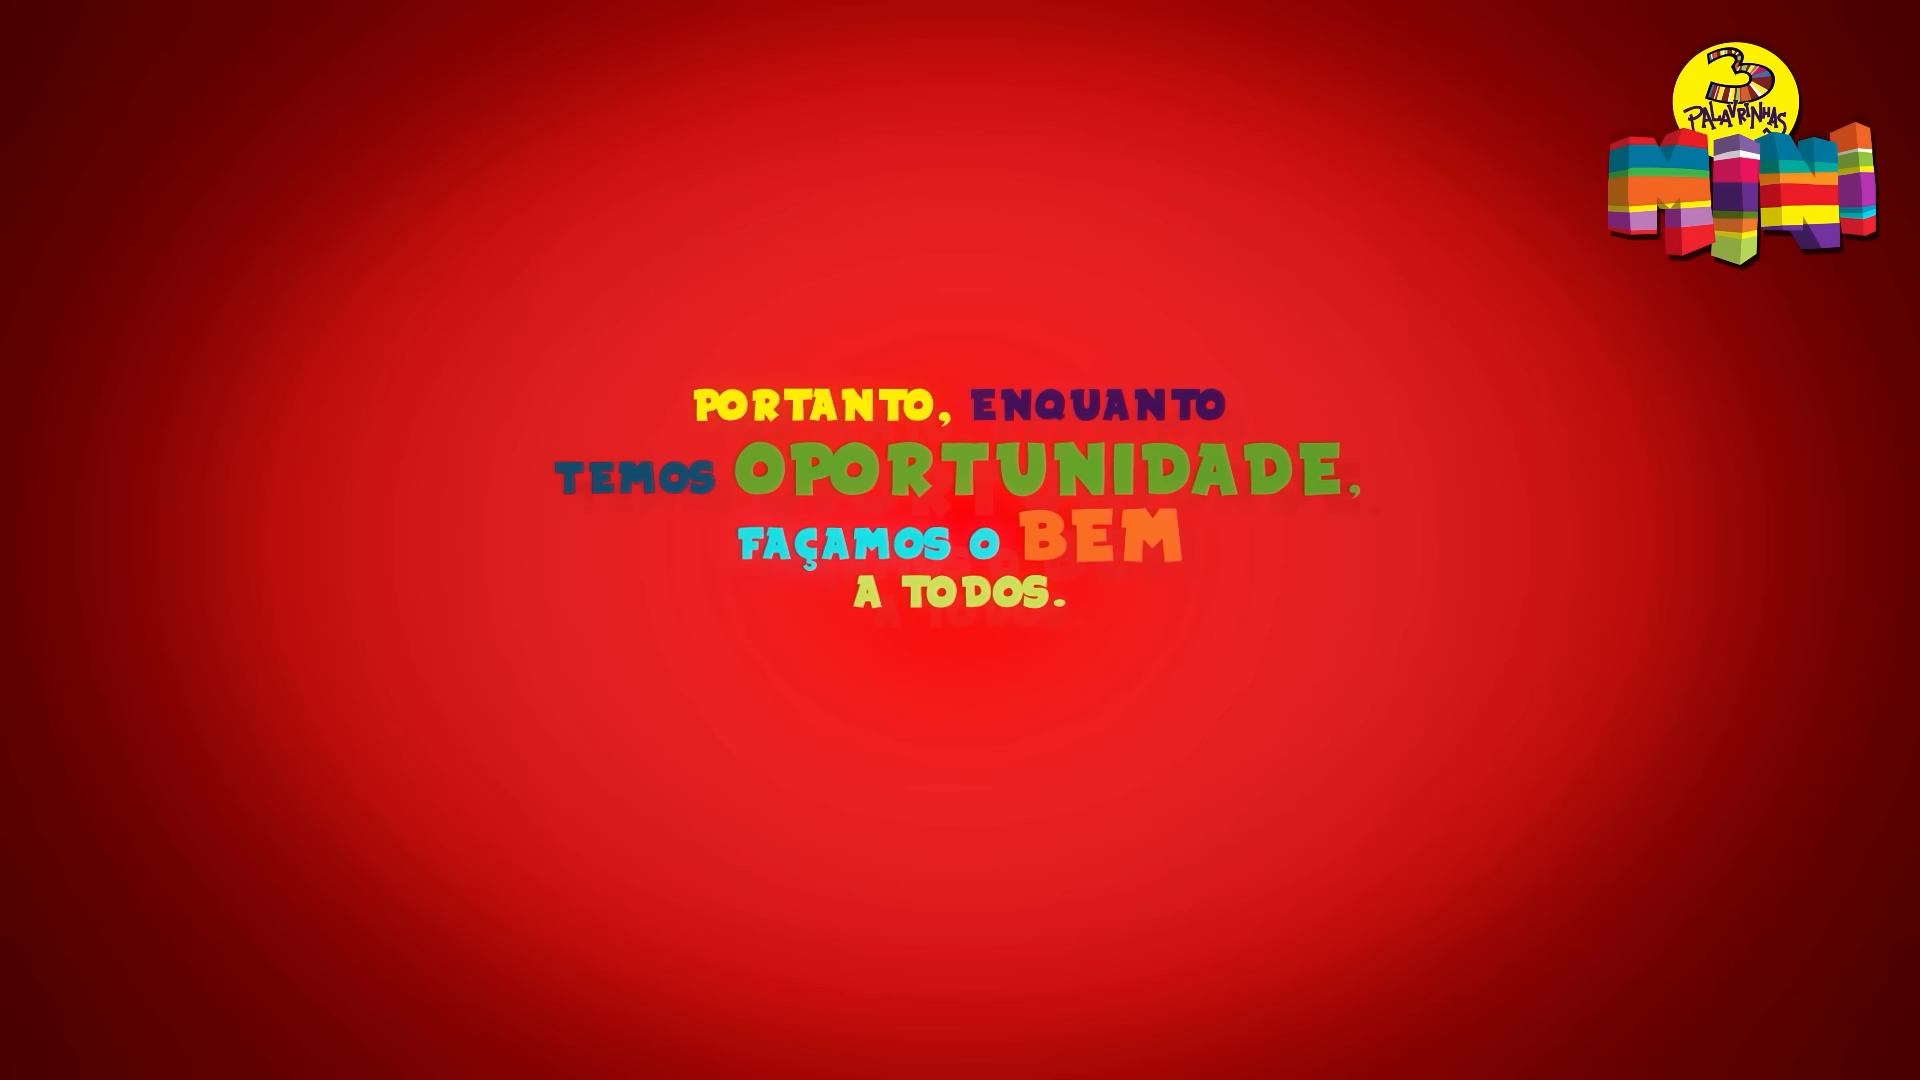 3
PALAVRINHAS
MINI
PORTANTO, ENQUANTO
TEMOS OPORTUNIDADE,
FAÇAMOS O BEM
A TODOS.